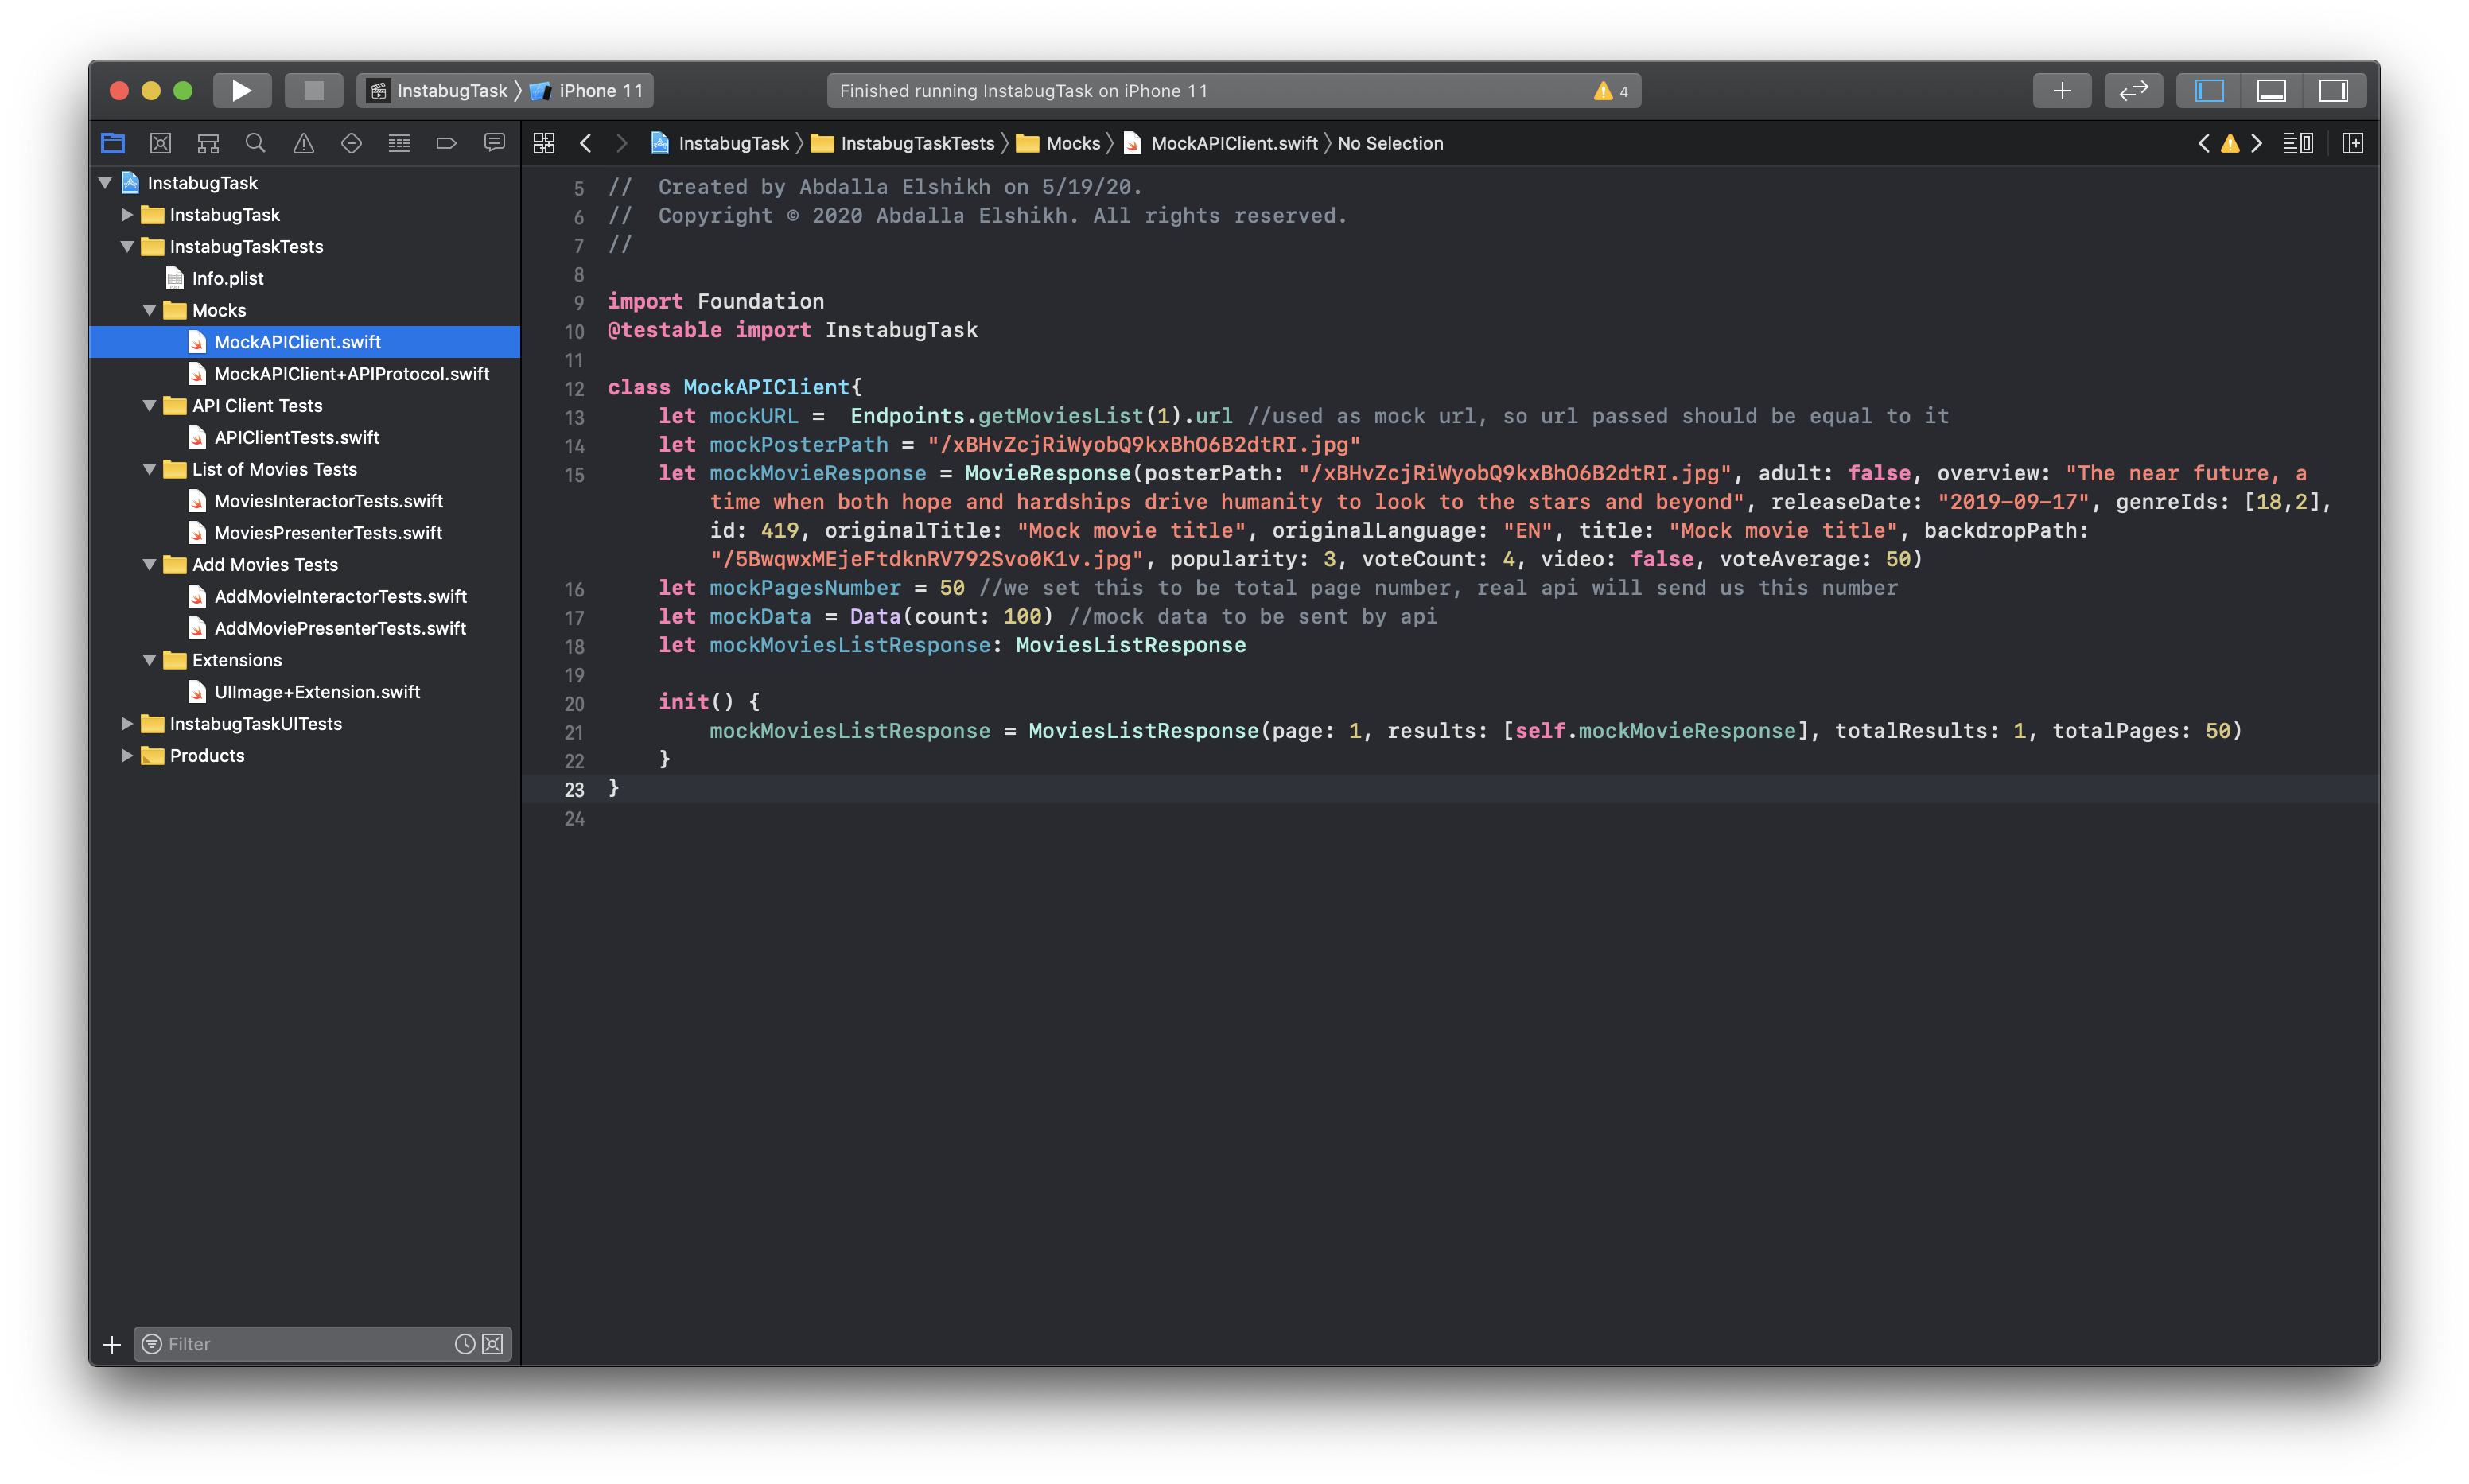 InstabugTask 〉 iPhone 11
Finished running InstabugTask on iPhone 11
4
InstabugTask 〉 InstabugTaskTests 〉 Mocks 〉 MockAPIClient.swift 〉 No Selection
InstabugTask
InstabugTask
InstabugTaskTests
Info.plist
Mocks
MockAPIClient.swift
MockAPIClient+APIProtocol.swift
API Client Tests
APIClientTests.swift
List of Movies Tests
MoviesInteractorTests.swift
MoviesPresenterTests.swift
Add Movies Tests
AddMovieInteractorTests.swift
AddMoviePresenterTests.swift
Extensions
UIImage+Extension.swift
InstabugTaskUITests
Products
Filter
5 //  Created by Abdalla Elshikh on 5/19/20.
6 //  Copyright © 2020 Abdalla Elshikh. All rights reserved.
7 //
8
9 import Foundation
10 @testable import InstabugTask
11
12 class MockAPIClient{
13     let mockURL =  Endpoints.getMoviesList(1).url //used as mock url, so url passed should be equal to it
14     let mockPosterPath = "/xBHvZcjRiWyobQ9kxBhO6B2dtRI.jpg"
15     let mockMovieResponse = MovieResponse(posterPath: "/xBHvZcjRiWyobQ9kxBhO6B2dtRI.jpg", adult: false, overview: "The near future, a
time when both hope and hardships drive humanity to look to the stars and beyond", releaseDate: "2019-09-17", genreIds: [18,2],
id: 419, originalTitle: "Mock movie title", originalLanguage: "EN", title: "Mock movie title", backdropPath:
"/5BwqwxMEjeFtdknRV792Svo0K1v.jpg", popularity: 3, voteCount: 4, video: false, voteAverage: 50)
16     let mockPagesNumber = 50 //we set this to be total page number, real api will send us this number
17     let mockData = Data(count: 100) //mock data to be sent by api
18     let mockMoviesListResponse: MoviesListResponse
19
20     init() {
21         mockMoviesListResponse = MoviesListResponse(page: 1, results: [self.mockMovieResponse], totalResults: 1, totalPages: 50)
22     }
23 }
24